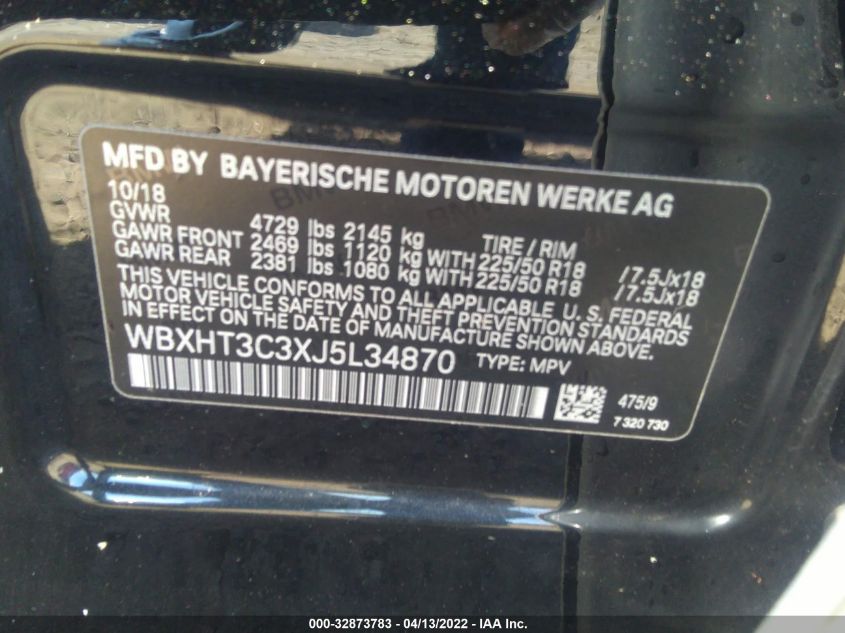 MFD BY BAYERISCHE MOTOREN WERKE AG
10/18
GVWR 4729 lbs 2145 kg TIRE / RIM
GAWR FRONT 2469 lbs 1120 kg WITH 225/50 R18 /7.5Jx18
GAWR REAR 2381 lbs 1080 kg WITH 225/50 R18 /7.5Jx18
THIS VEHICLE CONFORMS TO ALL APPLICABLE U. S. FEDERAL
MOTOR VEHICLE SAFETY AND THEFT PREVENTION STANDARDS
IN EFFECT ON THE DATE OF MANUFACTURE SHOWN ABOVE.
WBXHT3C3XJ5L34870 TYPE: MPV
475/9
7 320 730
000-32873783 - 04/13/2022 - IAA, Inc.